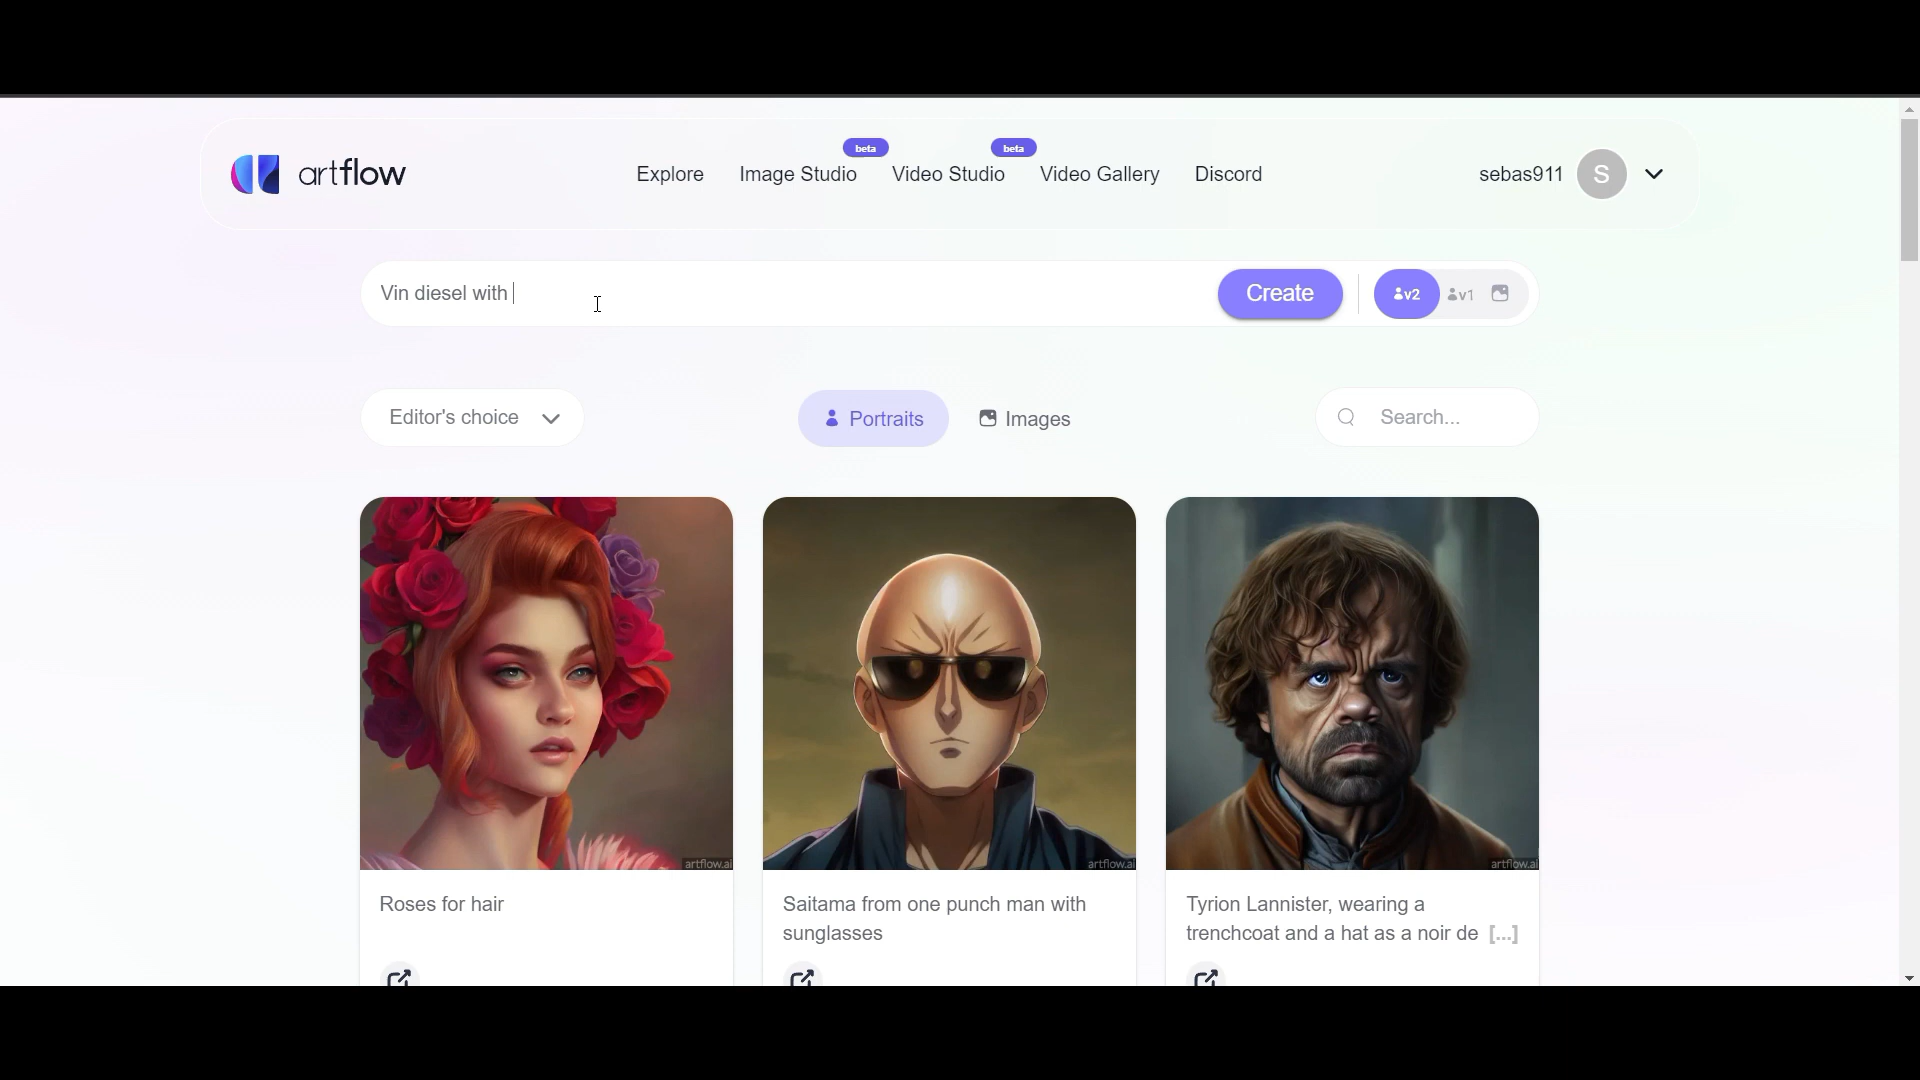 beta beta
artflow Explore Image Studio Video Studio Video Gallery Discord sebas911 S
Vin diesel with Create v2 v1
Editor's choice Portraits Images Search...
artflow.ai artflow.ai artflow.ai
Roses for hair
Saitama from one punch man with
sunglasses
Tyrion Lannister, wearing a
trenchcoat and a hat as a noir de [...]